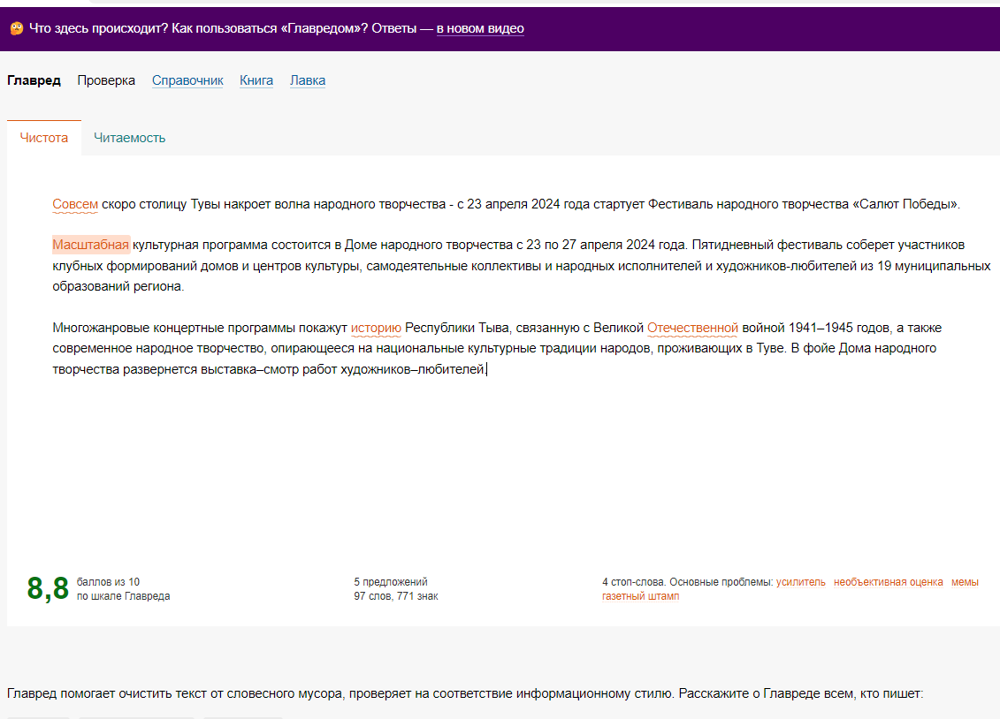 Что здесь происходит? Как пользоваться «Главредом»? Ответы — в новом видео
Главред Проверка Справочник Книга Лавка
Чистота Читаемость
Совсем скоро столицу Тувы накроет волна народного творчества - с 23 апреля 2024 года стартует Фестиваль народного творчества «Салют Победы».
Масштабная культурная программа состоится в Доме народного творчества с 23 по 27 апреля 2024 года. Пятидневный фестиваль соберет участников
клубных формирований домов и центров культуры, самодеятельные коллективы и народных исполнителей и художников-любителей из 19 муниципальных
образований региона.
Многожанровые концертные программы покажут историю Республики Тыва, связанную с Великой Отечественной войной 1941–1945 годов, а также
современное народное творчество, опирающееся на национальные культурные традиции народов, проживающих в Туве. В фойе Дома народного
творчества развернется выставка–смотр работ художников–любителей.
8,8 баллов из 10
по шкале Главреда
5 предложений
97 слов, 771 знак
4 стоп-слова. Основные проблемы: усилитель необъективная оценка мемы
газетный штамп
Главред помогает очистить текст от словесного мусора, проверяет на соответствие информационному стилю. Расскажите о Главреде всем, кто пишет: